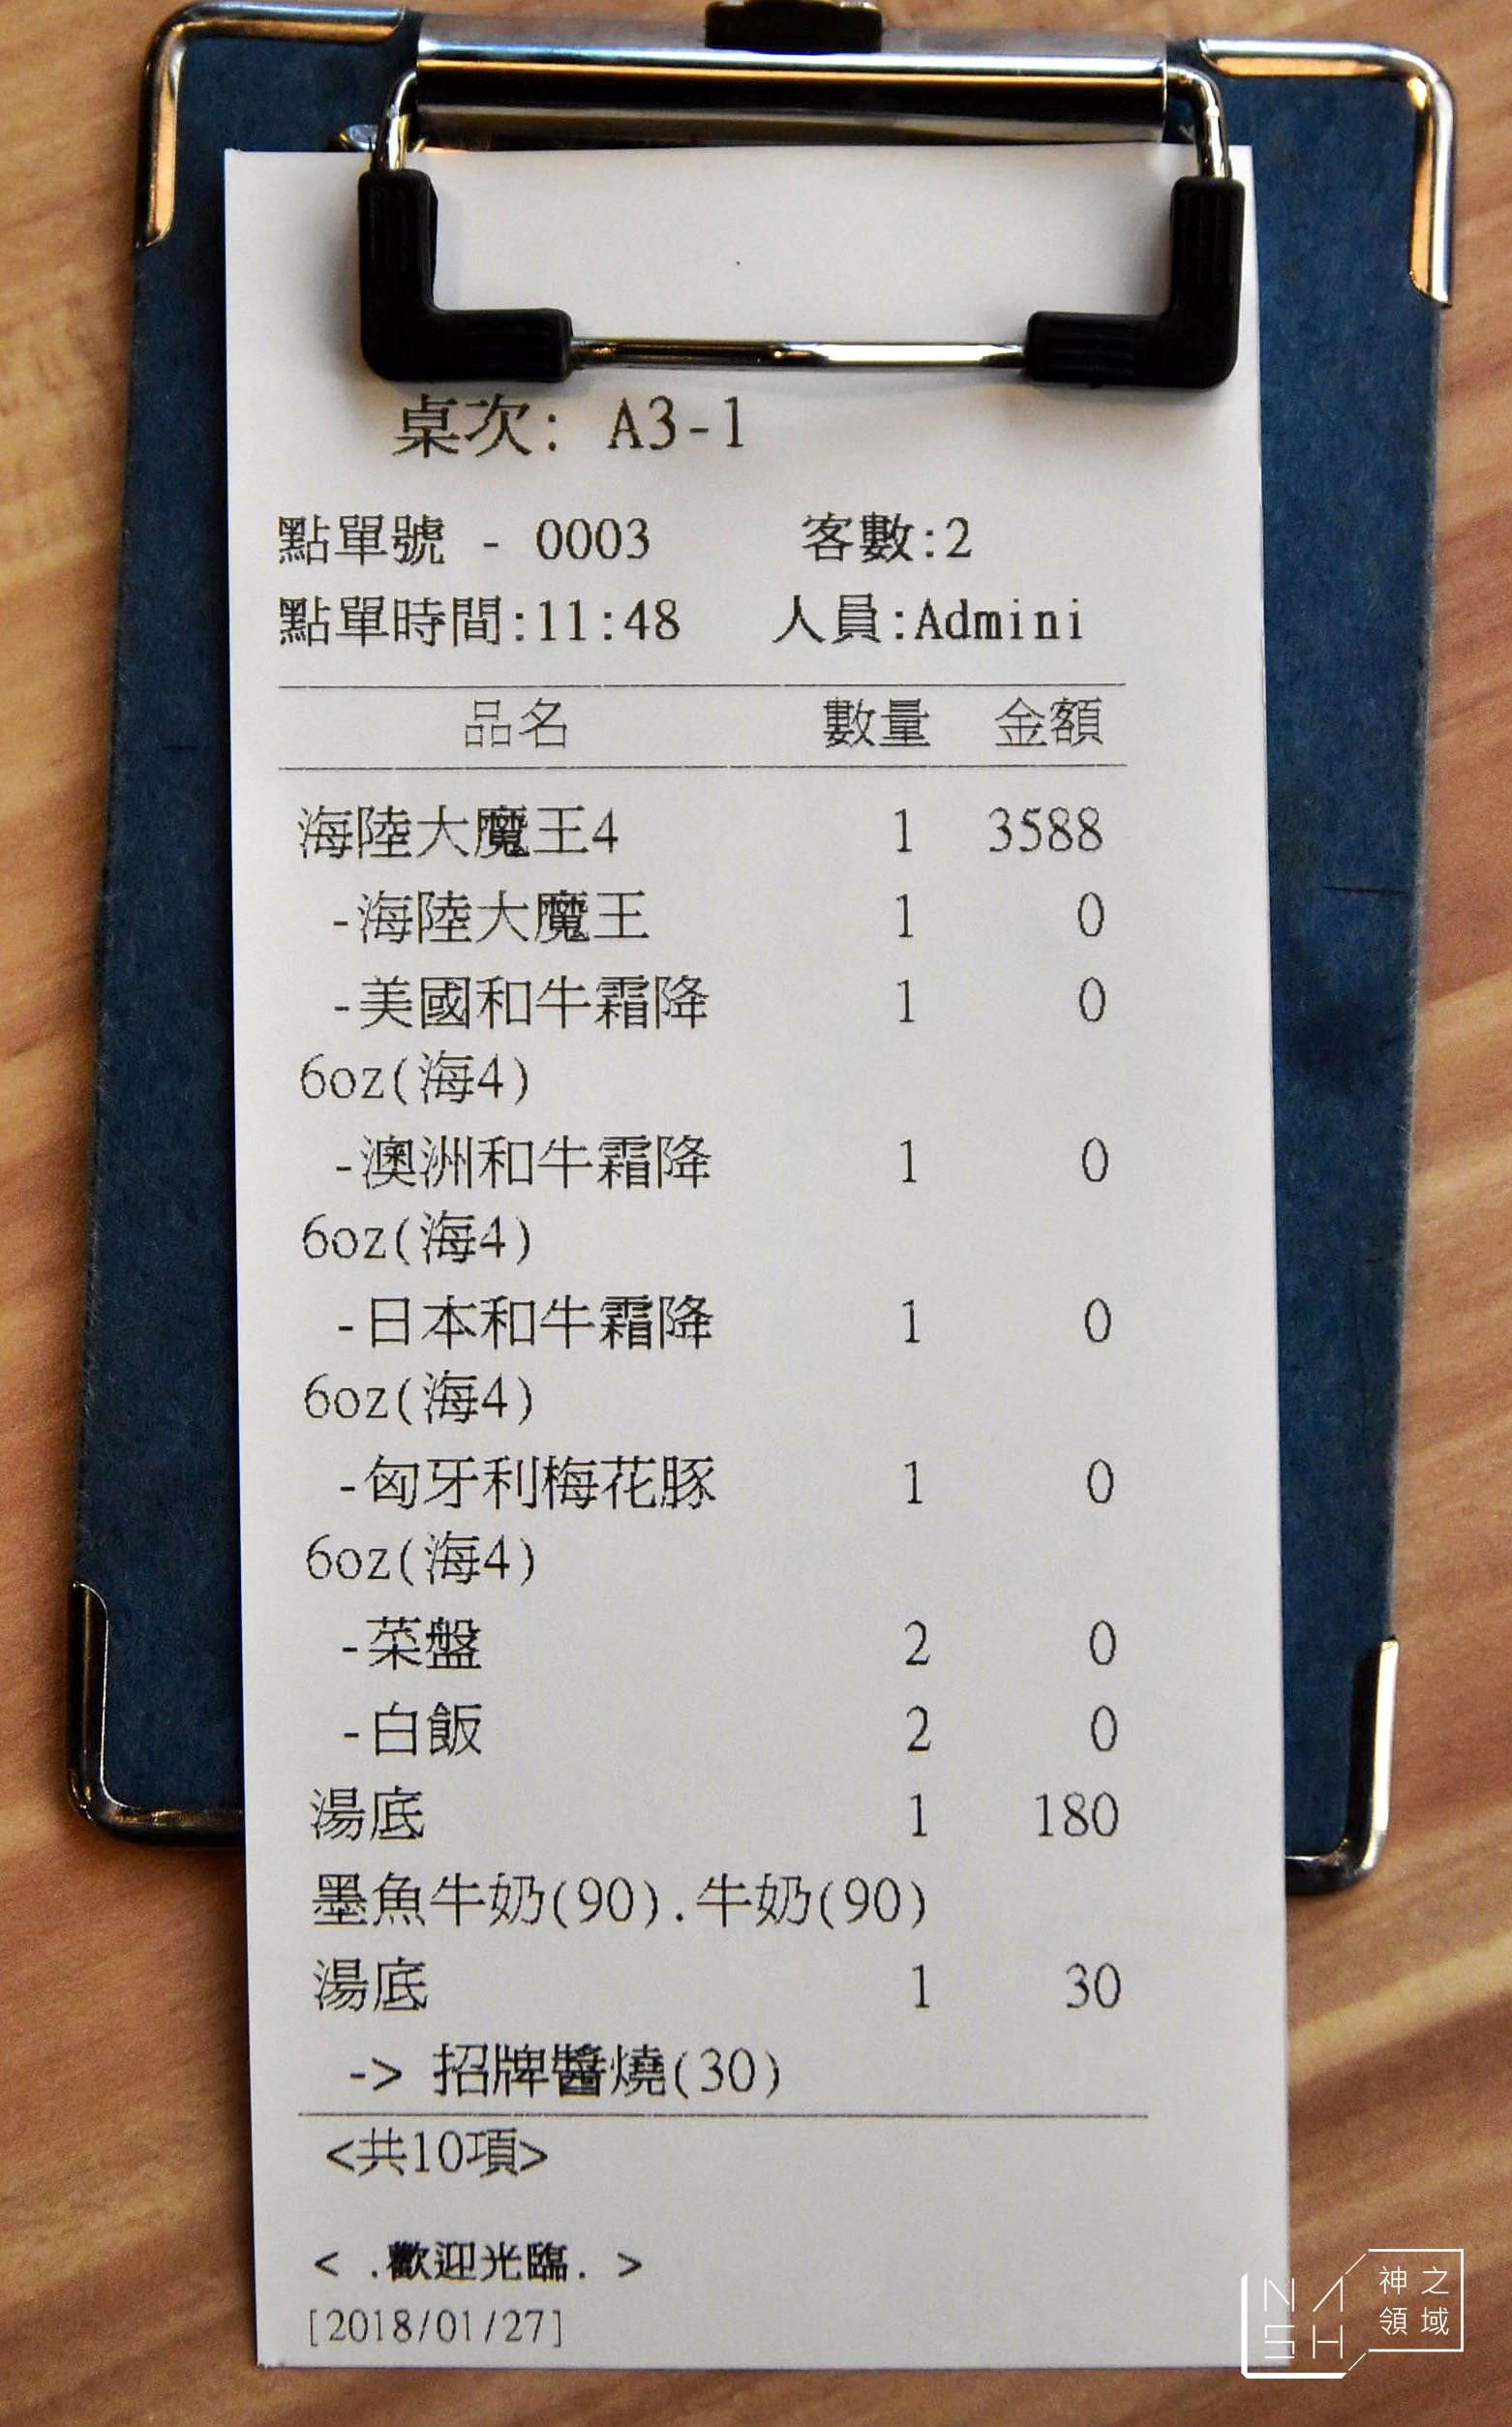 桌次: A3-1
點單號 - 0003 客數:2
點單時間:11:48 人員:Admini
品名 數量 金額
海陸大魔王4 1 3588
-海陸大魔王 1 0
-美國和牛霜降 1 0
6oz(海4)
-澳洲和牛霜降 1 0
6oz(海4)
-日本和牛霜降 1 0
6oz(海4)
-匈牙利梅花豚 1 0
6oz(海4)
-菜盤 2 0
-白飯 2 0
湯底 1 180
墨魚牛奶(90).牛奶(90)
湯底 1 30
-> 招牌醬燒(30)
<共10項>
< .歡迎光臨. >
[2018/01/27]
NASH 神之領域